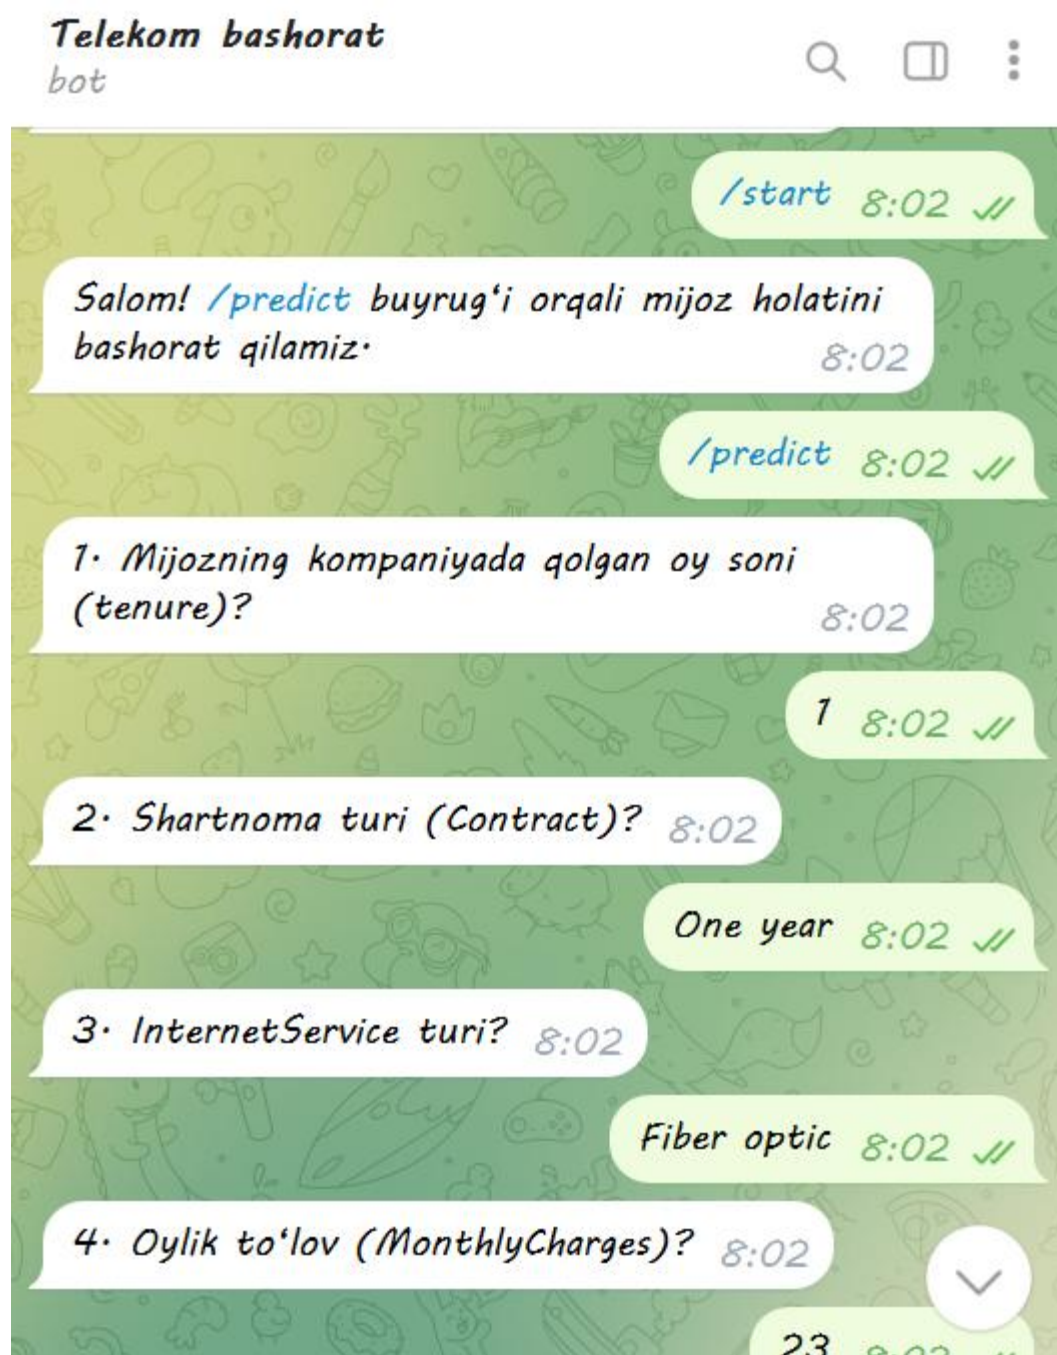 Telekom bashorat
bot
/start 8:02
Salom! /predict buyrug‘i orqali mijoz holatini
bashorat qilamiz.
8:02
/predict 8:02
1. Mijozning kompaniyada qolgan oy soni
(tenure)?
8:02
1 8:02
2. Shartnoma turi (Contract)? 8:02
One year 8:02
3. InternetService turi? 8:02
Fiber optic 8:02
4. Oylik to‘lov (MonthlyCharges)? 8:02
23 8:02